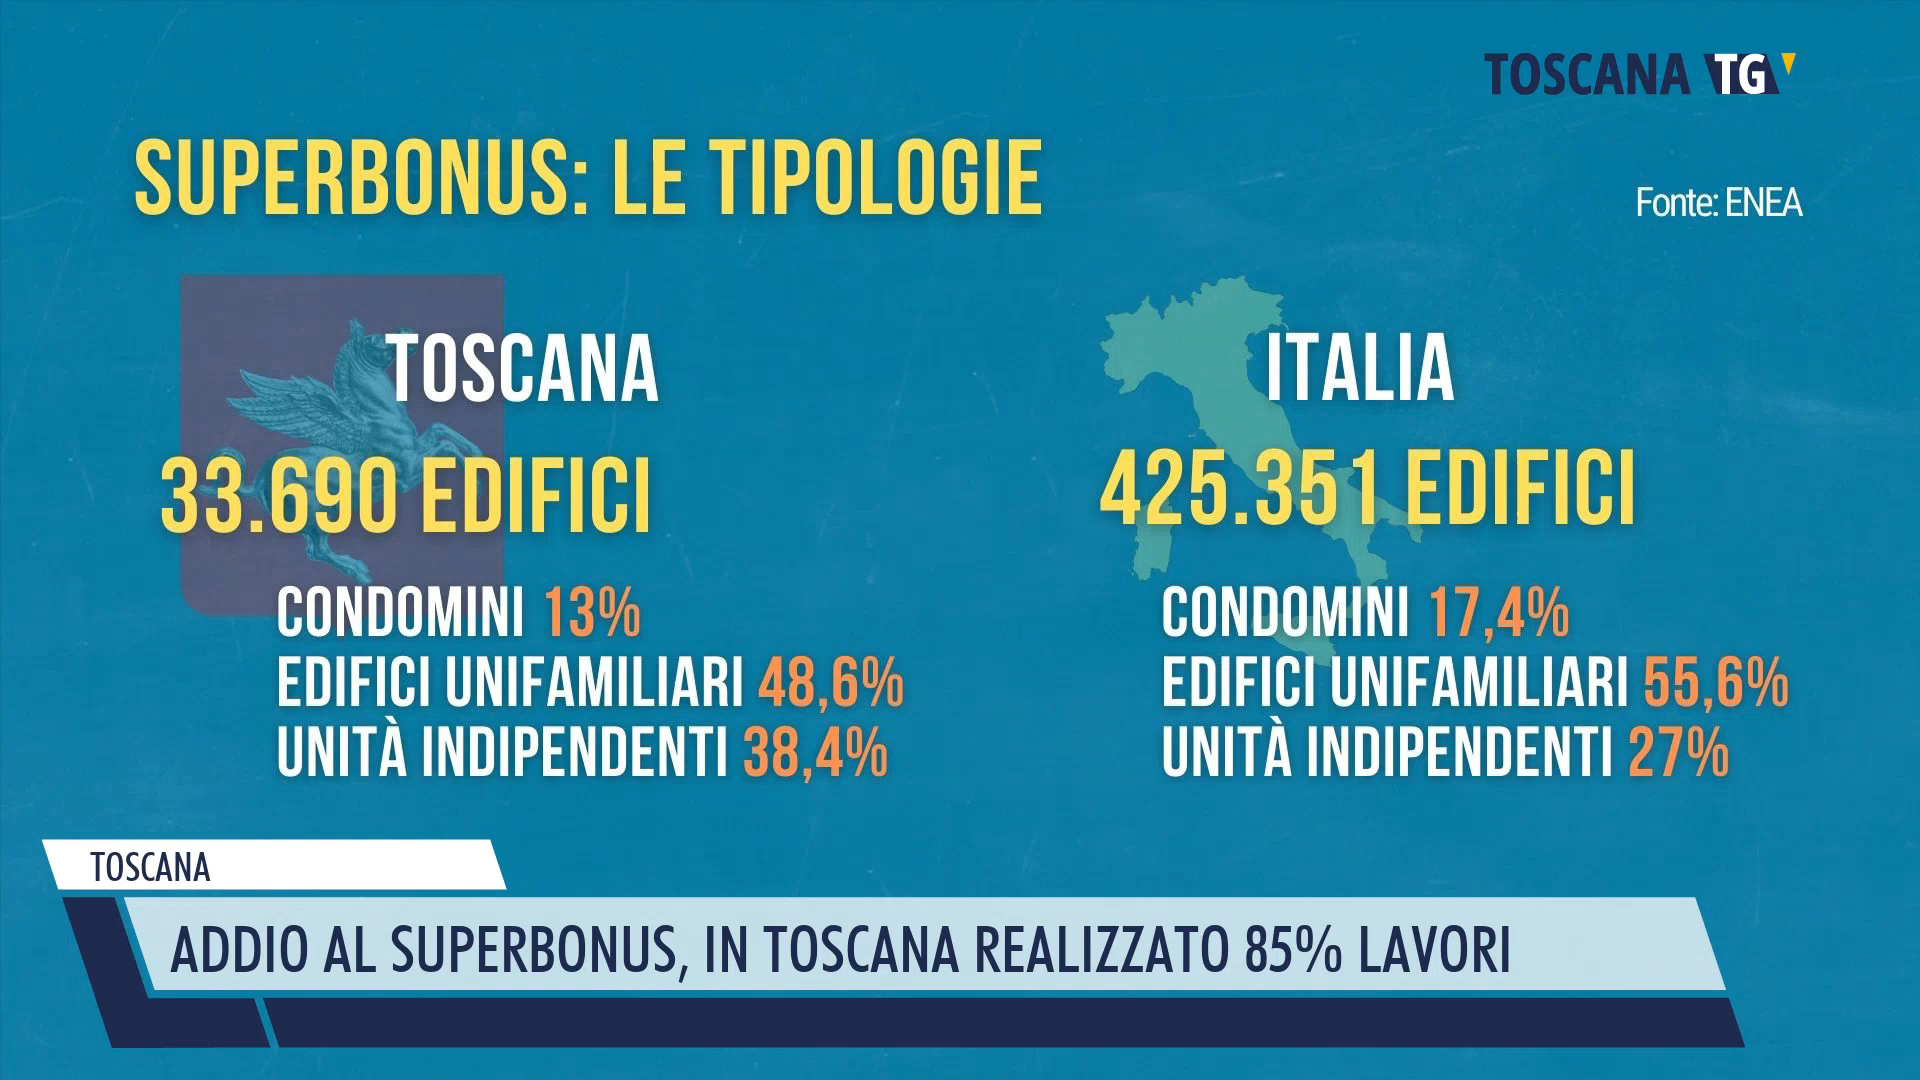 TOSCANA TG
SUPERBONUS: LE TIPOLOGIE
Fonte: ENEA
TOSCANA
33.690 EDIFICI
CONDOMINI 13%
EDIFICI UNIFAMILIARI 48,6%
UNITÀ INDIPENDENTI 38,4%
ITALIA
425.351 EDIFICI
CONDOMINI 17,4%
EDIFICI UNIFAMILIARI 55,6%
UNITÀ INDIPENDENTI 27%
TOSCANA
ADDIO AL SUPERBONUS, IN TOSCANA REALIZZATO 85% LAVORI